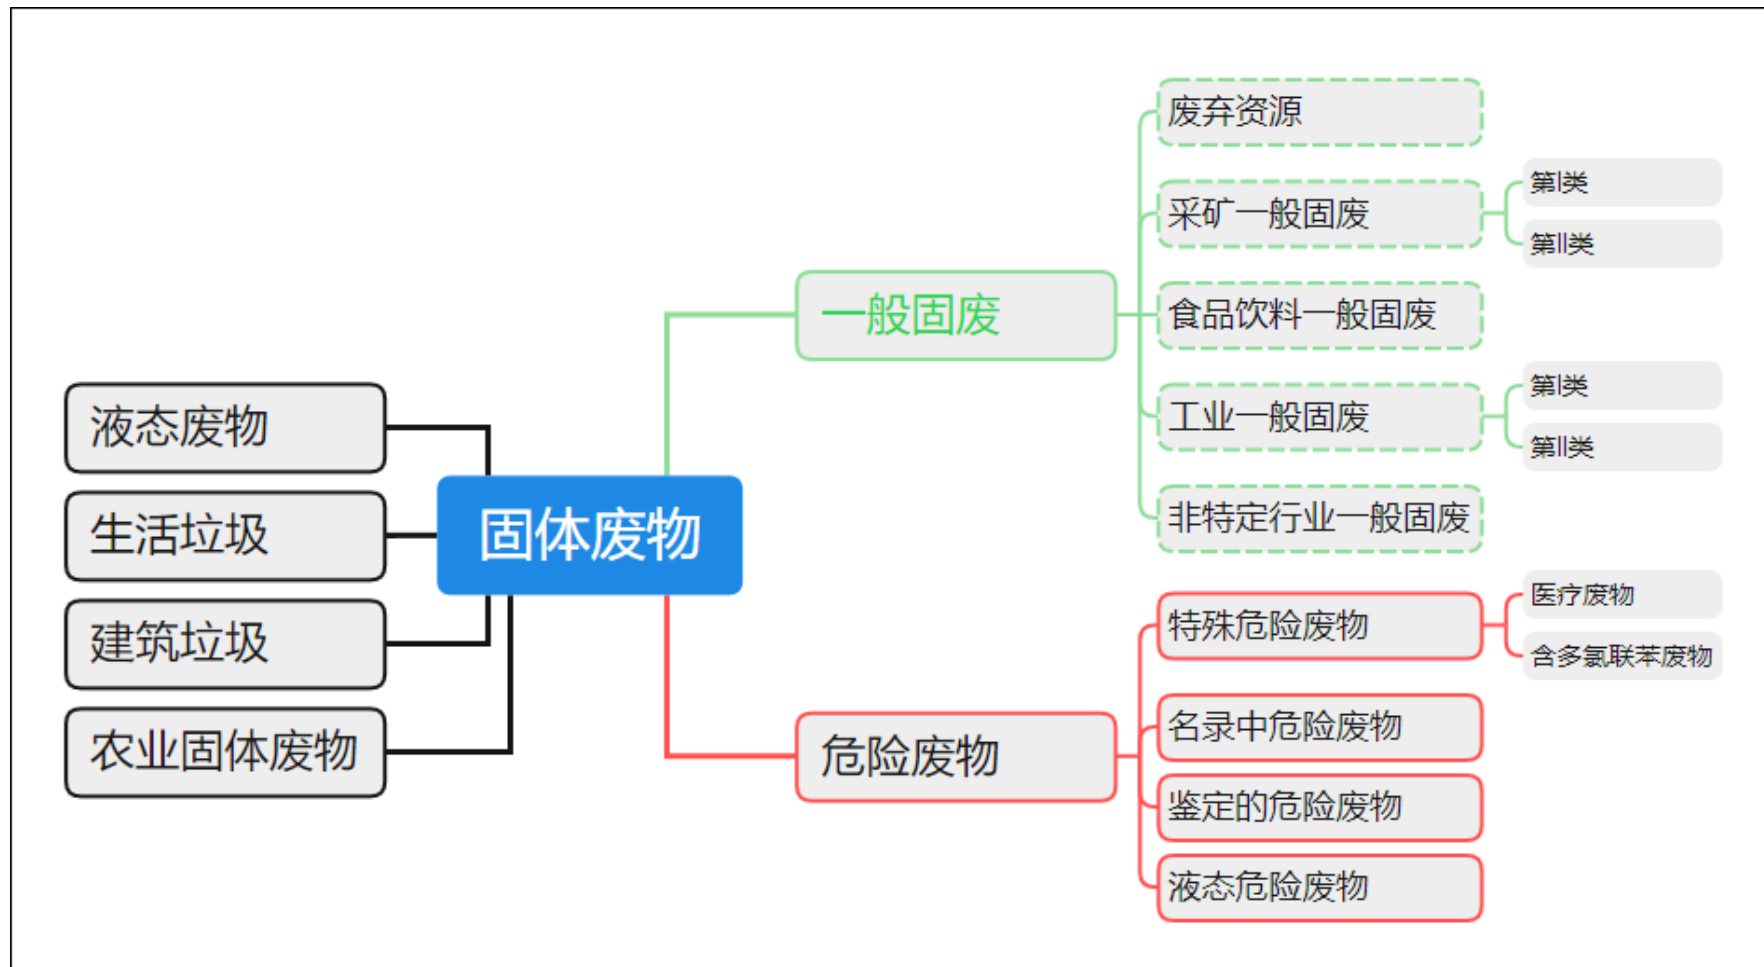 液态废物
生活垃圾
建筑垃圾
农业固体废物
固体废物
一般固废
废弃资源
采矿一般固废
第I类
第II类
食品饮料一般固废
工业一般固废
第I类
第II类
非特定行业一般固废
危险废物
特殊危险废物
医疗废物
含多氯联苯废物
名录中危险废物
鉴定的危险废物
液态危险废物